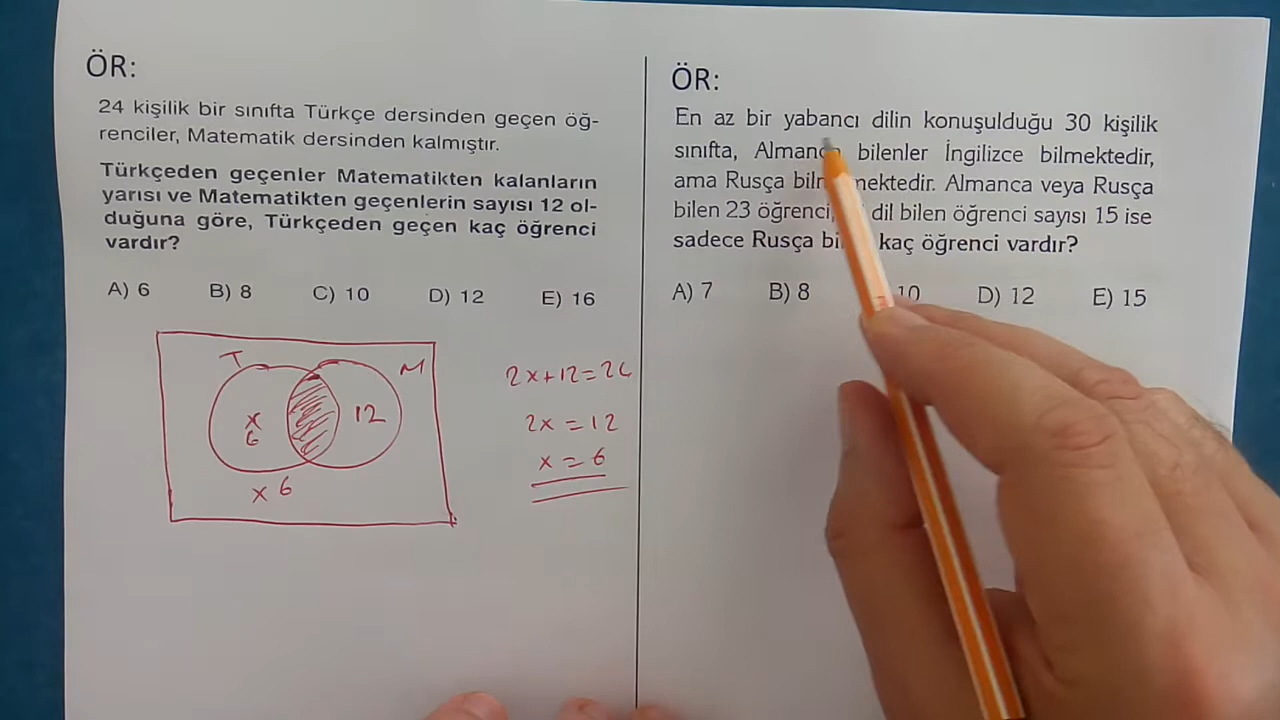 ÖR:
24 kişilik bir sınıfta Türkçe dersinden geçen öğ-
renciler, Matematik dersinden kalmıştır.
Türkçeden geçenler Matematikten kalanların
yarısı ve Matematikten geçenlerin sayısı 12 ol-
duğuna göre, Türkçeden geçen kaç öğrenci
vardır?
A) 6 B) 8 C) 10 D) 12 E) 16
T M
x 12
6
x 6
2x+12=24
2x = 12
x = 6
ÖR:
En az bir yabancı dilin konuşulduğu 30 kişilik
sınıfta, Almanca bilenler İngilizce bilmektedir,
ama Rusça bilmemektedir. Almanca veya Rusça
bilen 23 öğrenci, dil bilen öğrenci sayısı 15 ise
sadece Rusça bilen kaç öğrenci vardır?
A) 7 B) 8 10 D) 12 E) 15